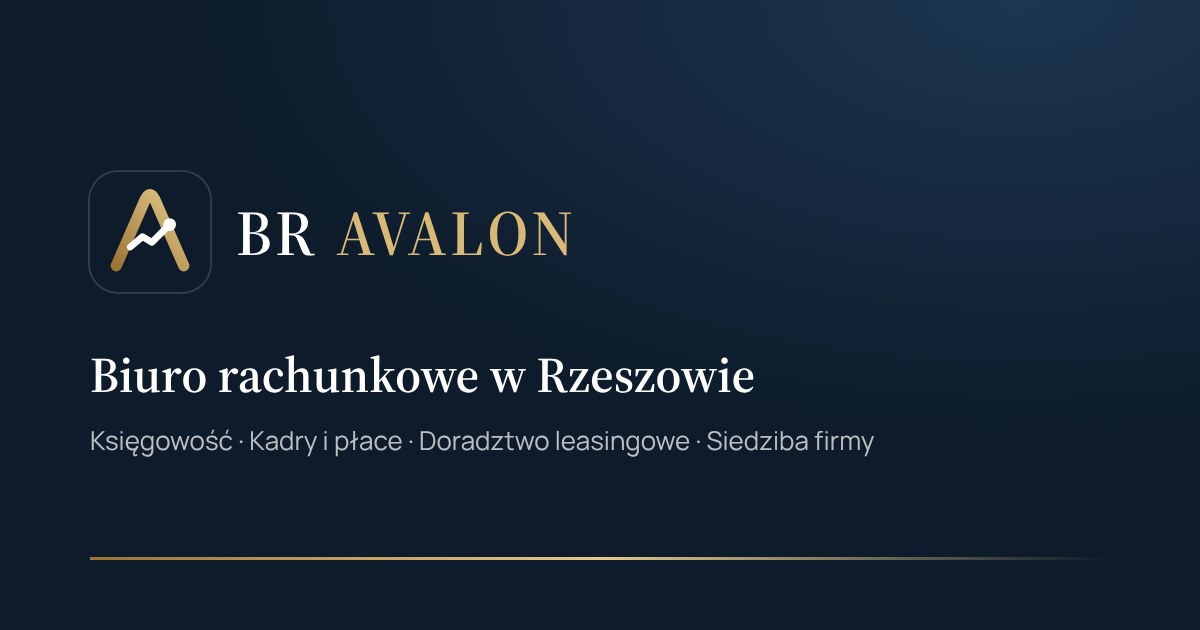 BR AVALON
Biuro rachunkowe w Rzeszowie
Księgowość · Kadry i płace · Doradztwo leasingowe · Siedziba firmy